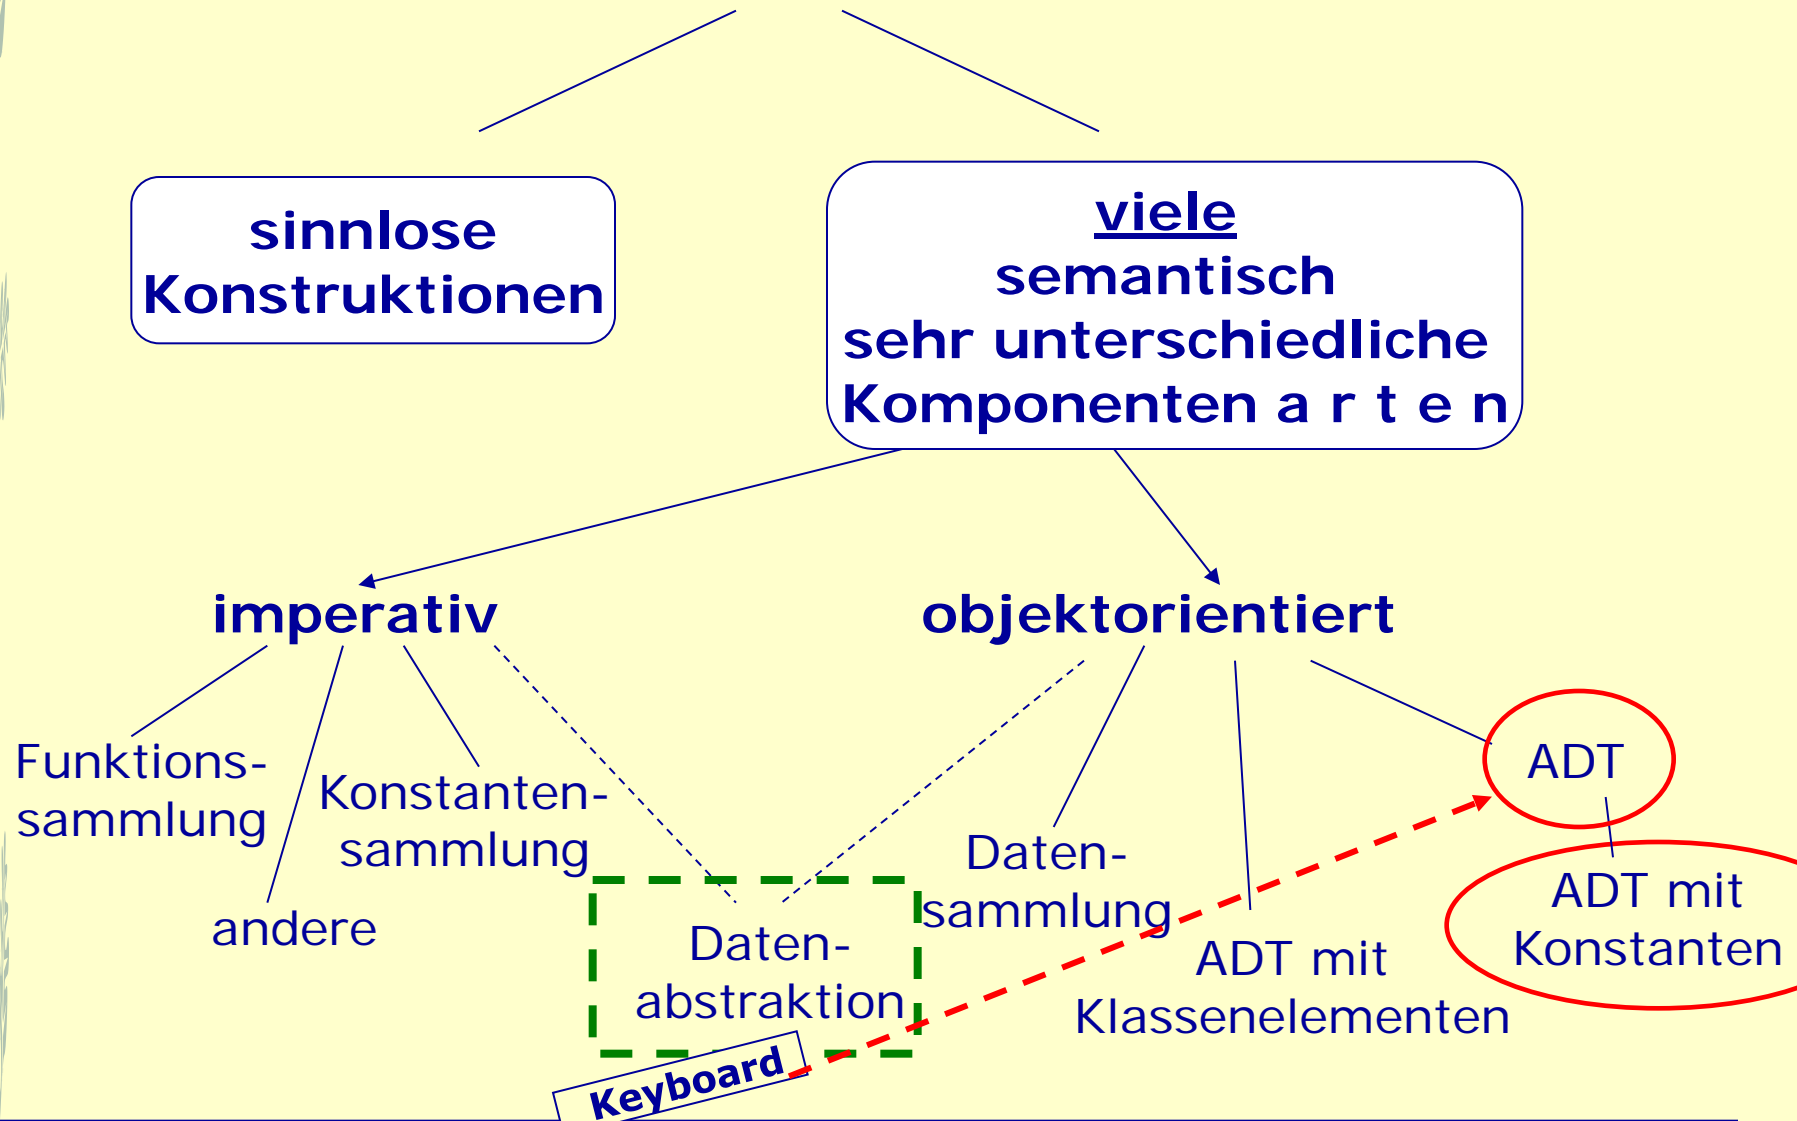 sinnlose
Konstruktionen
viele
semantisch
sehr unterschiedliche
Komponenten a r t e n
imperativ
objektorientiert
Funktions-
sammlung
Konstanten-
sammlung
andere
Daten-
abstraktion
Keyboard
Daten-
sammlung
ADT mit
Klassenelementen
ADT
ADT mit
Konstanten